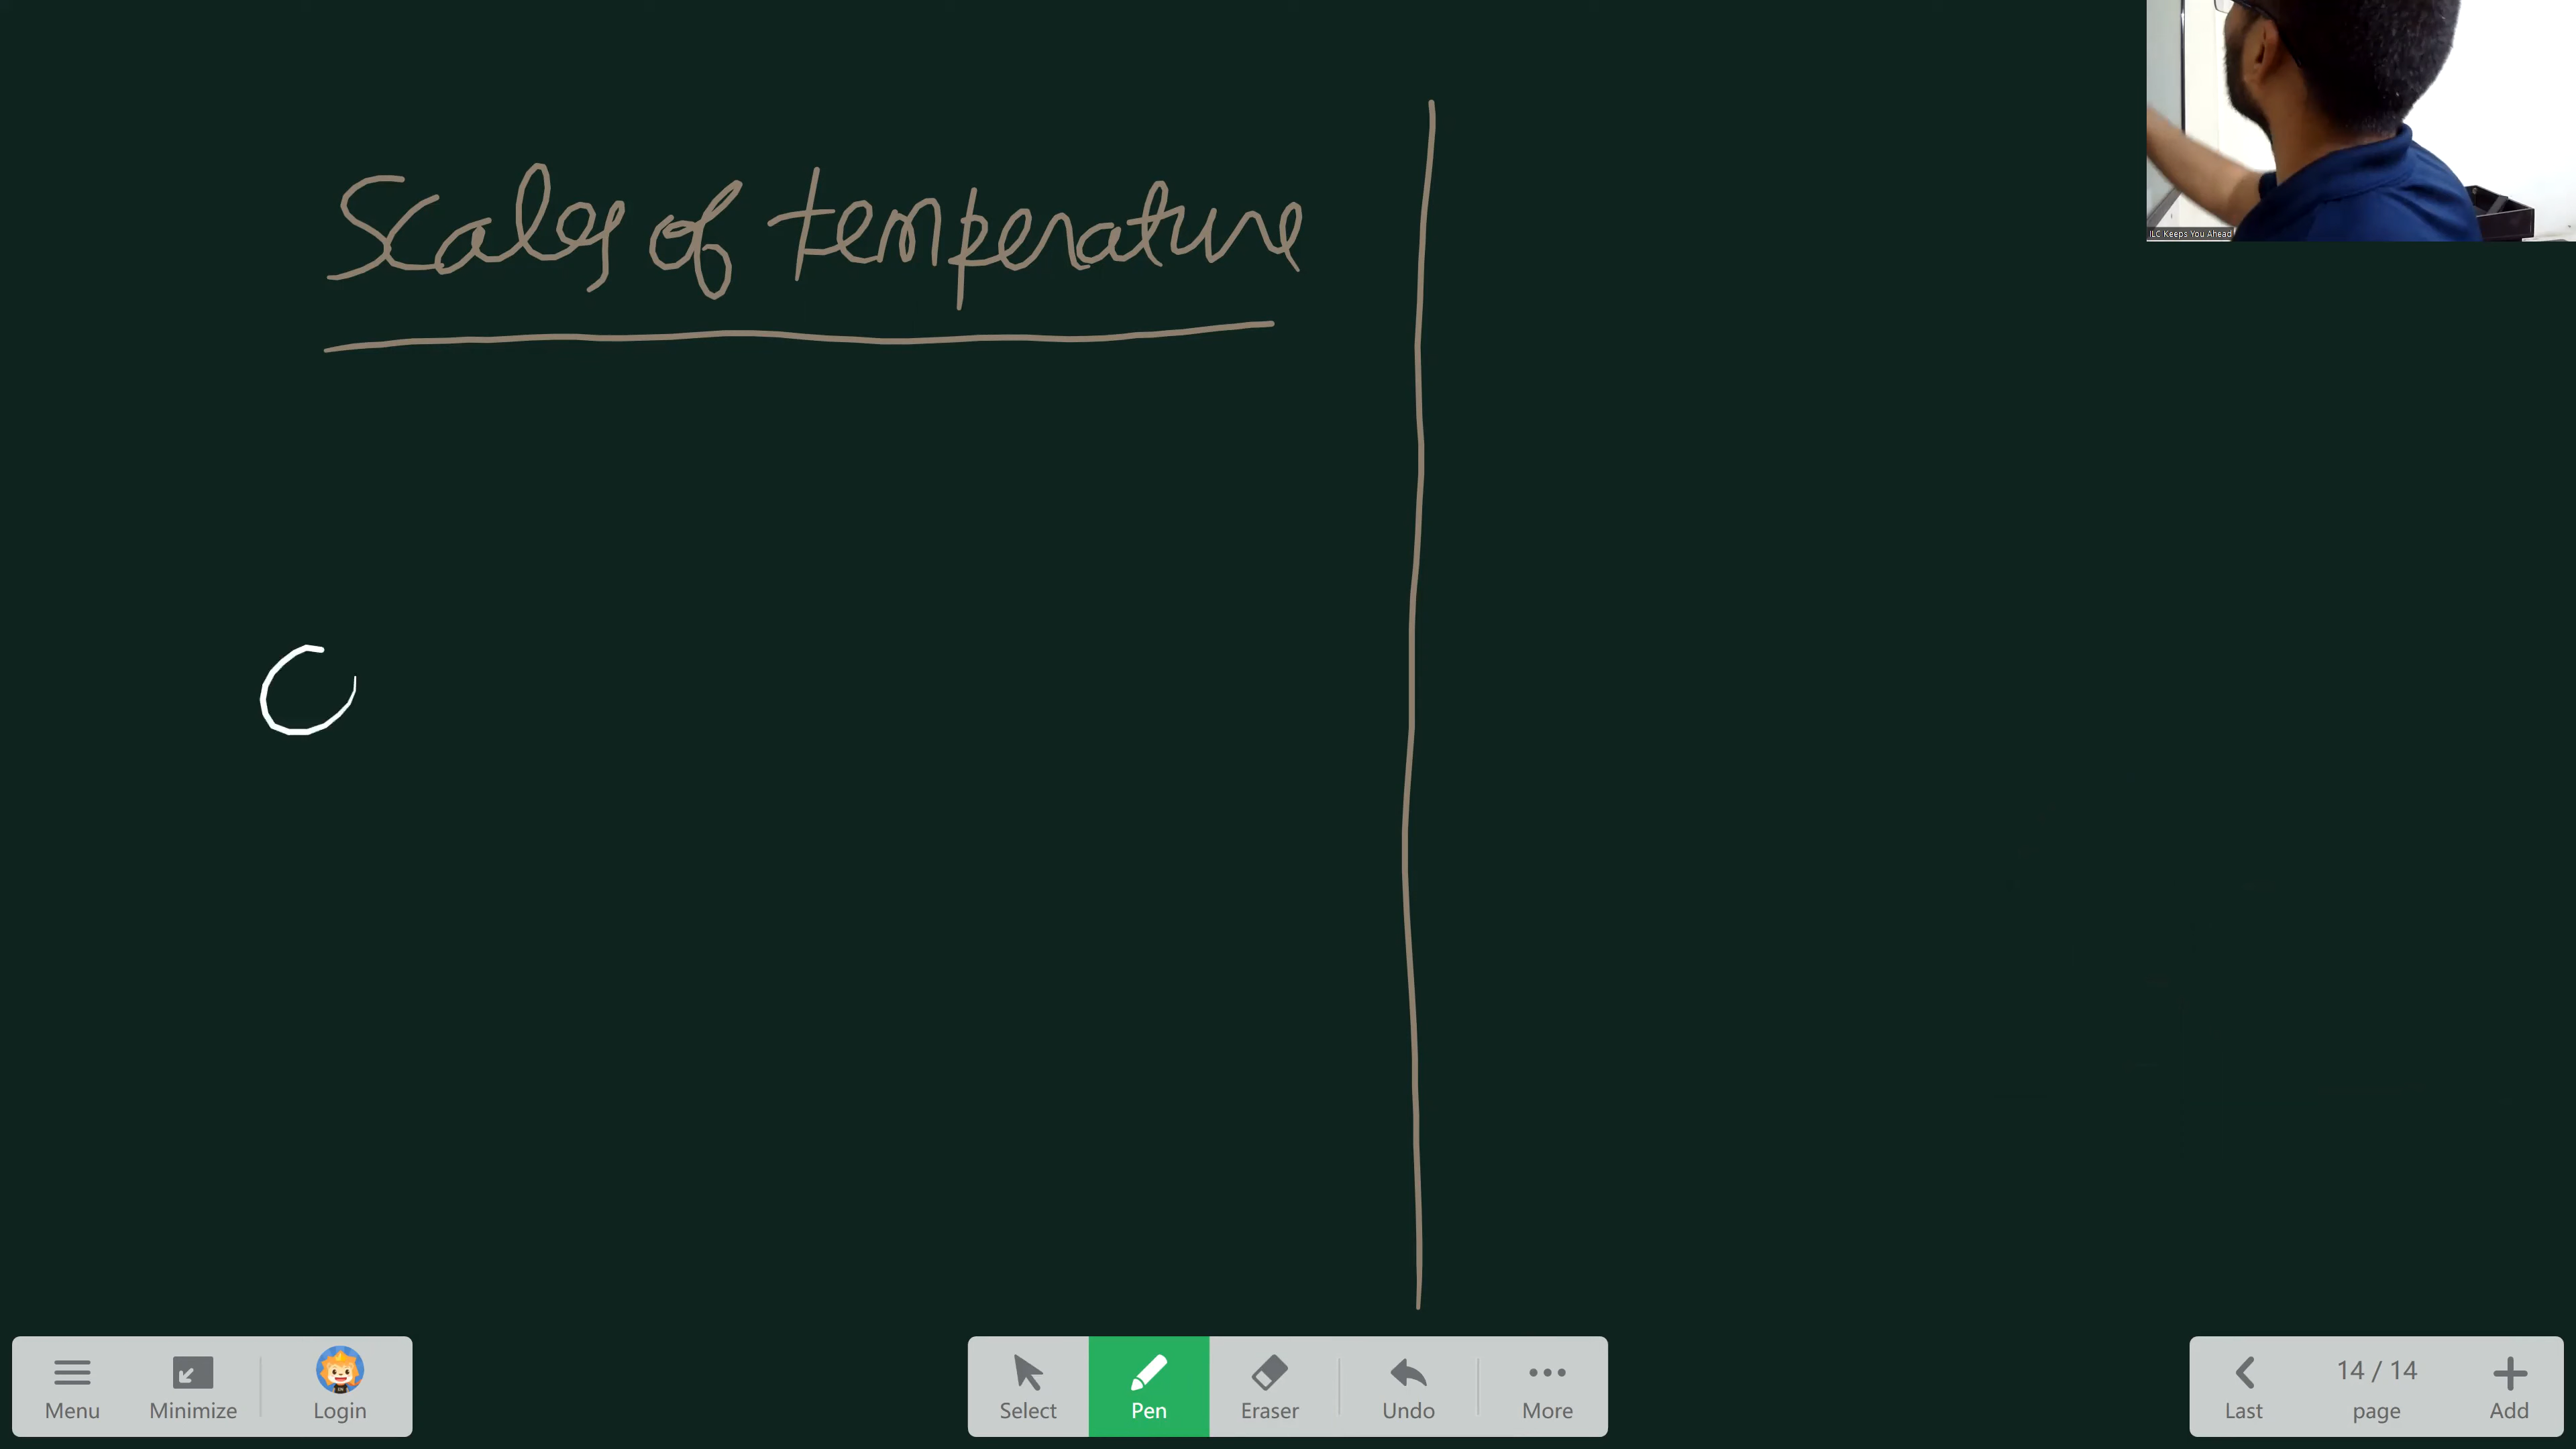 Scales of temperature
ILC Keeps You Ahead
Menu
Minimize
Login
Select
Pen
Eraser
Undo
More
Last
14 / 14
page
Add